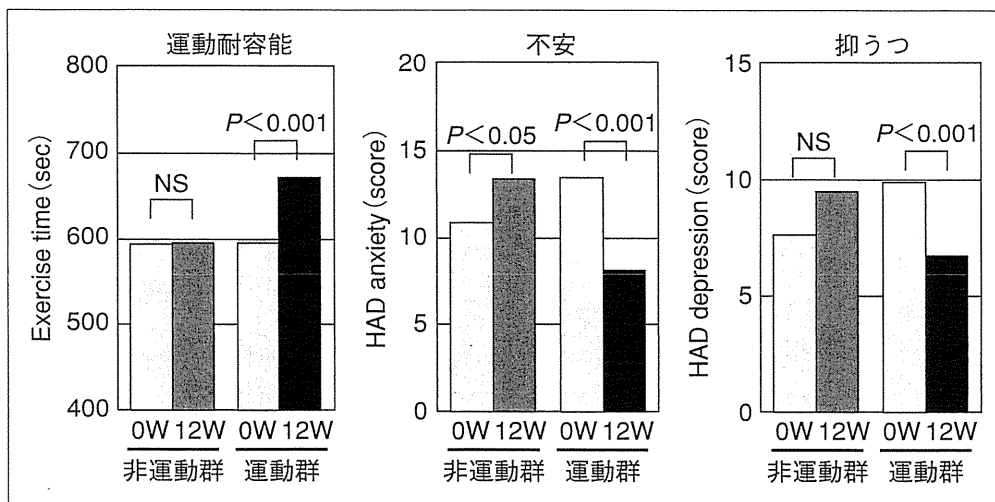 運動耐容能
Exercise time (sec)
800
700
600
500
400
NS
P＜0.001
0W 12W 0W 12W
非運動群 運動群
不安
HAD anxiety (score)
20
15
10
5
0
P＜0.05
P＜0.001
0W 12W 0W 12W
非運動群 運動群
抑うつ
HAD depression (score)
15
10
5
0
NS
P＜0.001
0W 12W 0W 12W
非運動群 運動群